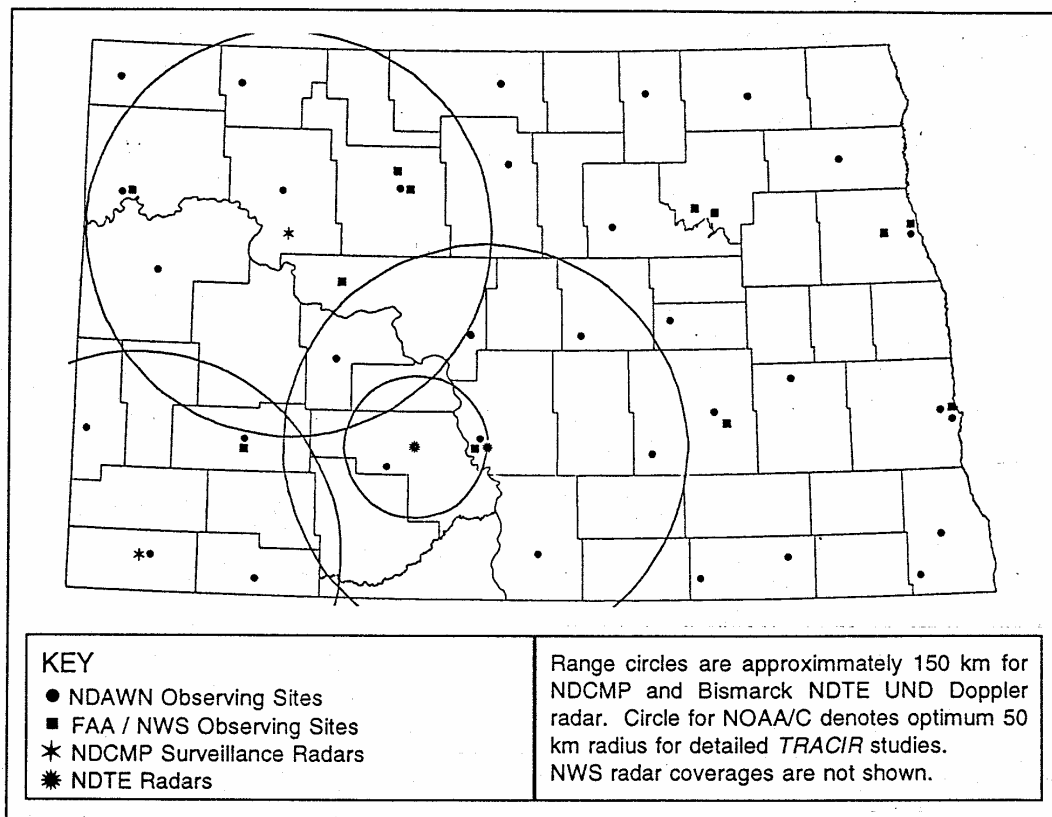 KEY
NDAWN Observing Sites
FAA / NWS Observing Sites
NDCMP Surveillance Radars
NDTE Radars
Range circles are approximmately 150 km for
NDCMP and Bismarck NDTE UND Doppler
radar. Circle for NOAA/C denotes optimum 50
km radius for detailed TRACIR studies.
NWS radar coverages are not shown.